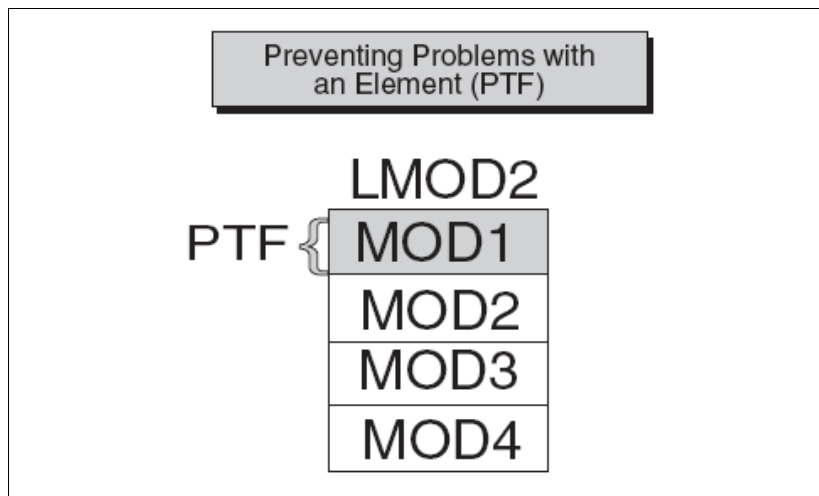 Preventing Problems with
an Element (PTF)
LMOD2
PTF
MOD1
MOD2
MOD3
MOD4